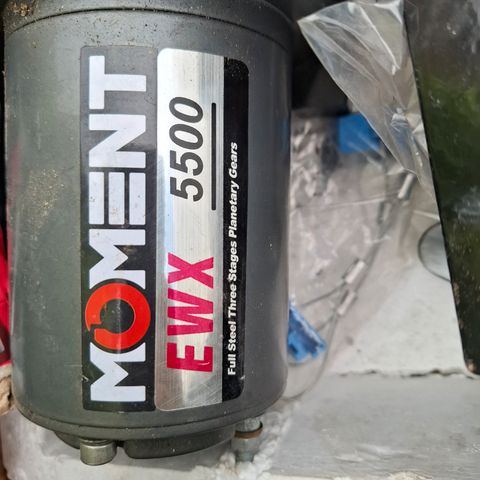 MOMENT
EWX 5500
Full Steel Three Stages Planetary Gears